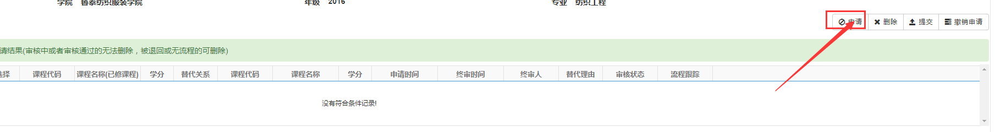 学院 鲁泰纺织服装学院 年级 2016 专业 纺织工程
申请 删除 提交 撤销申请
请结果(审核中或者审核通过的无法删除，被退回或无流程的可删除)
选择 课程代码 课程名称(已修课程) 学分 替代关系 课程代码 课程名称 学分 申请时间 终审时间 终审人 替代理由 审核状态 流程跟踪
没有符合条件记录!